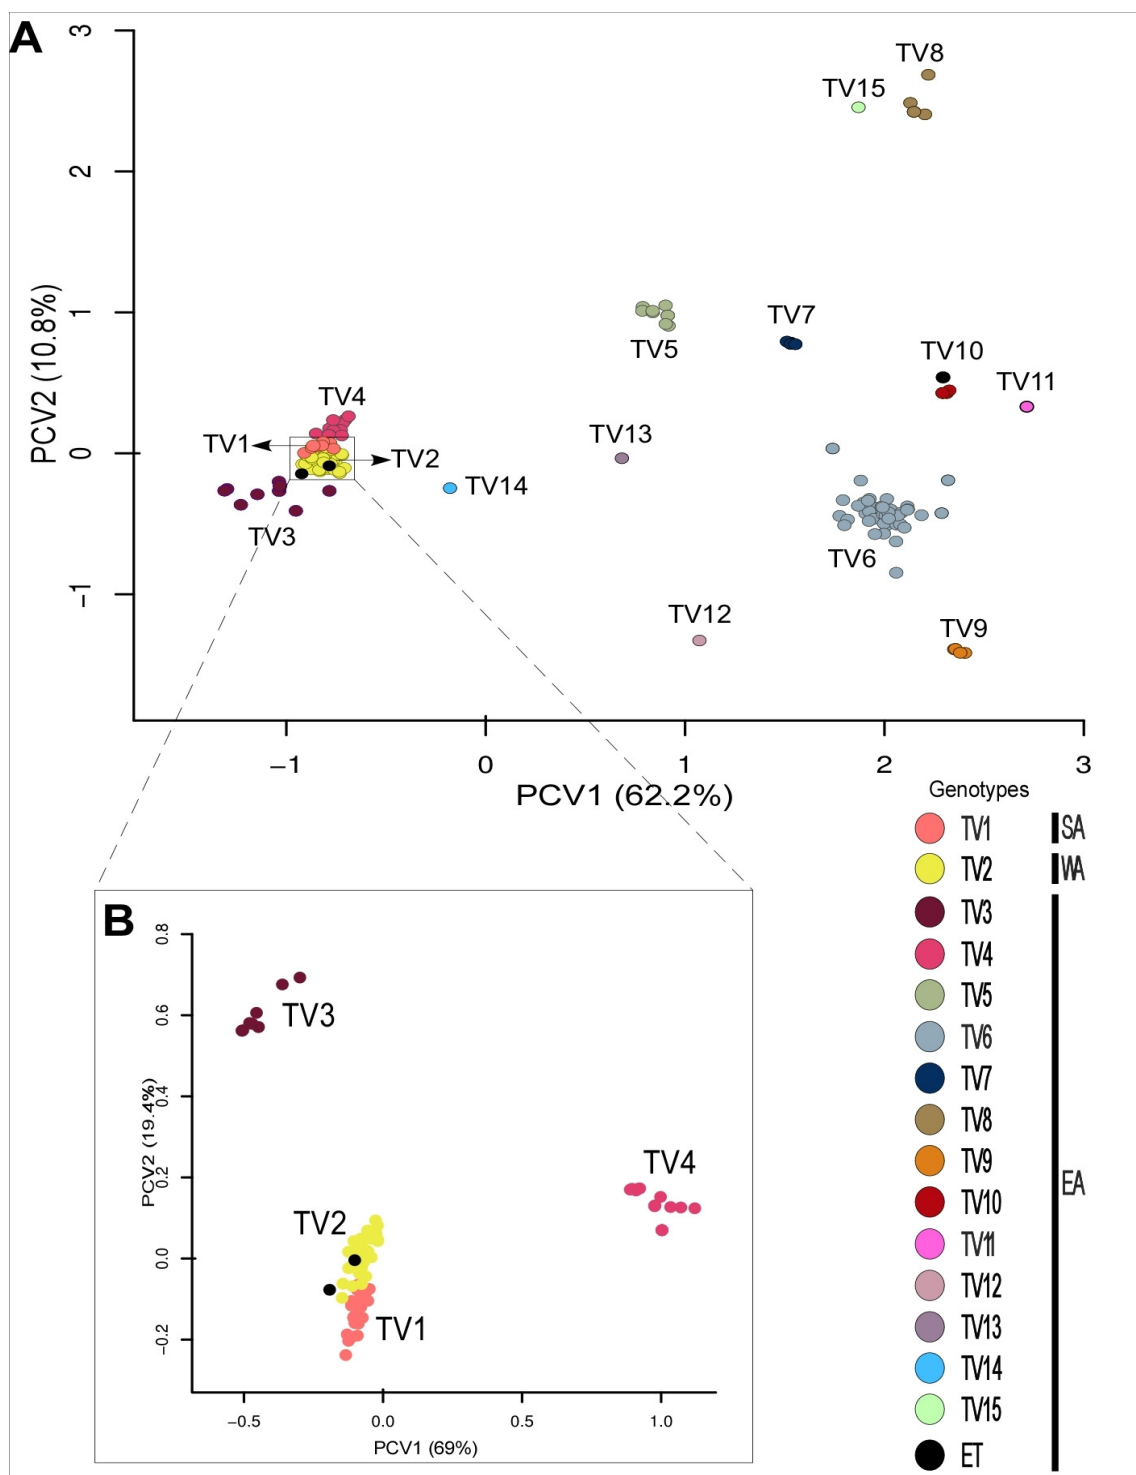 A
3
2
1
0
−1
PCV2 (10.8%)
TV8
TV15
TV7
TV5
TV10
TV11
TV4
TV1
TV2
TV13
TV14
TV3
TV6
TV12
TV9
−1 0 1 2 3
PCV1 (62.2%)
Genotypes
TV1 SA
TV2 WA
TV3
TV4
TV5
TV6
TV7
TV8
TV9
EA
TV10
TV11
TV12
TV13
TV14
TV15
ET
B
0.8
0.6
0.4
0.2
0.0
−0.2
PCV2 (19.4%)
TV3
TV4
TV2
TV1
−0.5 0.0 0.5 1.0
PCV1 (69%)